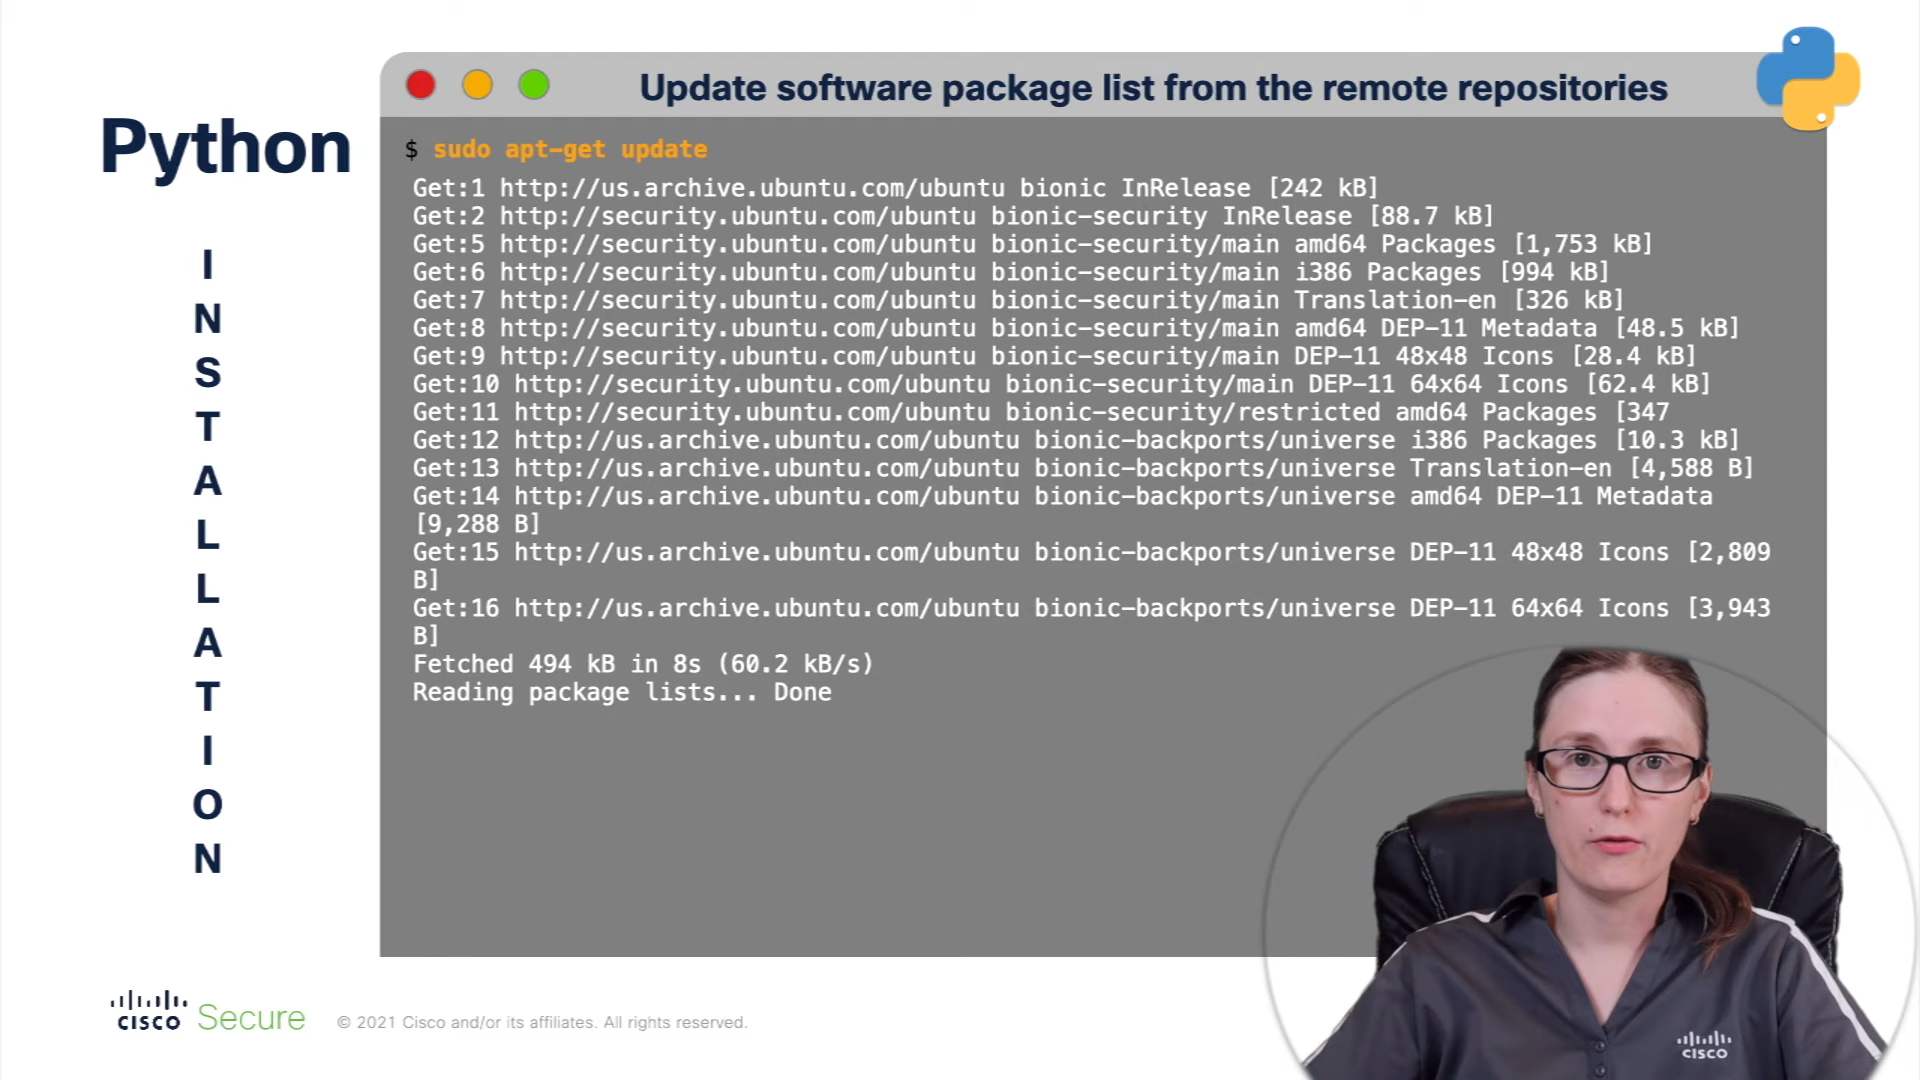 Update software package list from the remote repositories
Python
INSTALLATION
$ sudo apt-get update
Get:1 http://us.archive.ubuntu.com/ubuntu bionic InRelease [242 kB]
Get:2 http://security.ubuntu.com/ubuntu bionic-security InRelease [88.7 kB]
Get:5 http://security.ubuntu.com/ubuntu bionic-security/main amd64 Packages [1,753 kB]
Get:6 http://security.ubuntu.com/ubuntu bionic-security/main i386 Packages [994 kB]
Get:7 http://security.ubuntu.com/ubuntu bionic-security/main Translation-en [326 kB]
Get:8 http://security.ubuntu.com/ubuntu bionic-security/main amd64 DEP-11 Metadata [48.5 kB]
Get:9 http://security.ubuntu.com/ubuntu bionic-security/main DEP-11 48x48 Icons [28.4 kB]
Get:10 http://security.ubuntu.com/ubuntu bionic-security/main DEP-11 64x64 Icons [62.4 kB]
Get:11 http://security.ubuntu.com/ubuntu bionic-security/restricted amd64 Packages [347
Get:12 http://us.archive.ubuntu.com/ubuntu bionic-backports/universe i386 Packages [10.3 kB]
Get:13 http://us.archive.ubuntu.com/ubuntu bionic-backports/universe Translation-en [4,588 B]
Get:14 http://us.archive.ubuntu.com/ubuntu bionic-backports/universe amd64 DEP-11 Metadata
[9,288 B]
Get:15 http://us.archive.ubuntu.com/ubuntu bionic-backports/universe DEP-11 48x48 Icons [2,809
B]
Get:16 http://us.archive.ubuntu.com/ubuntu bionic-backports/universe DEP-11 64x64 Icons [3,943
B]
Fetched 494 kB in 8s (60.2 kB/s)
Reading package lists... Done
CISCO Secure
© 2021 Cisco and/or its affiliates. All rights reserved.
CISCO